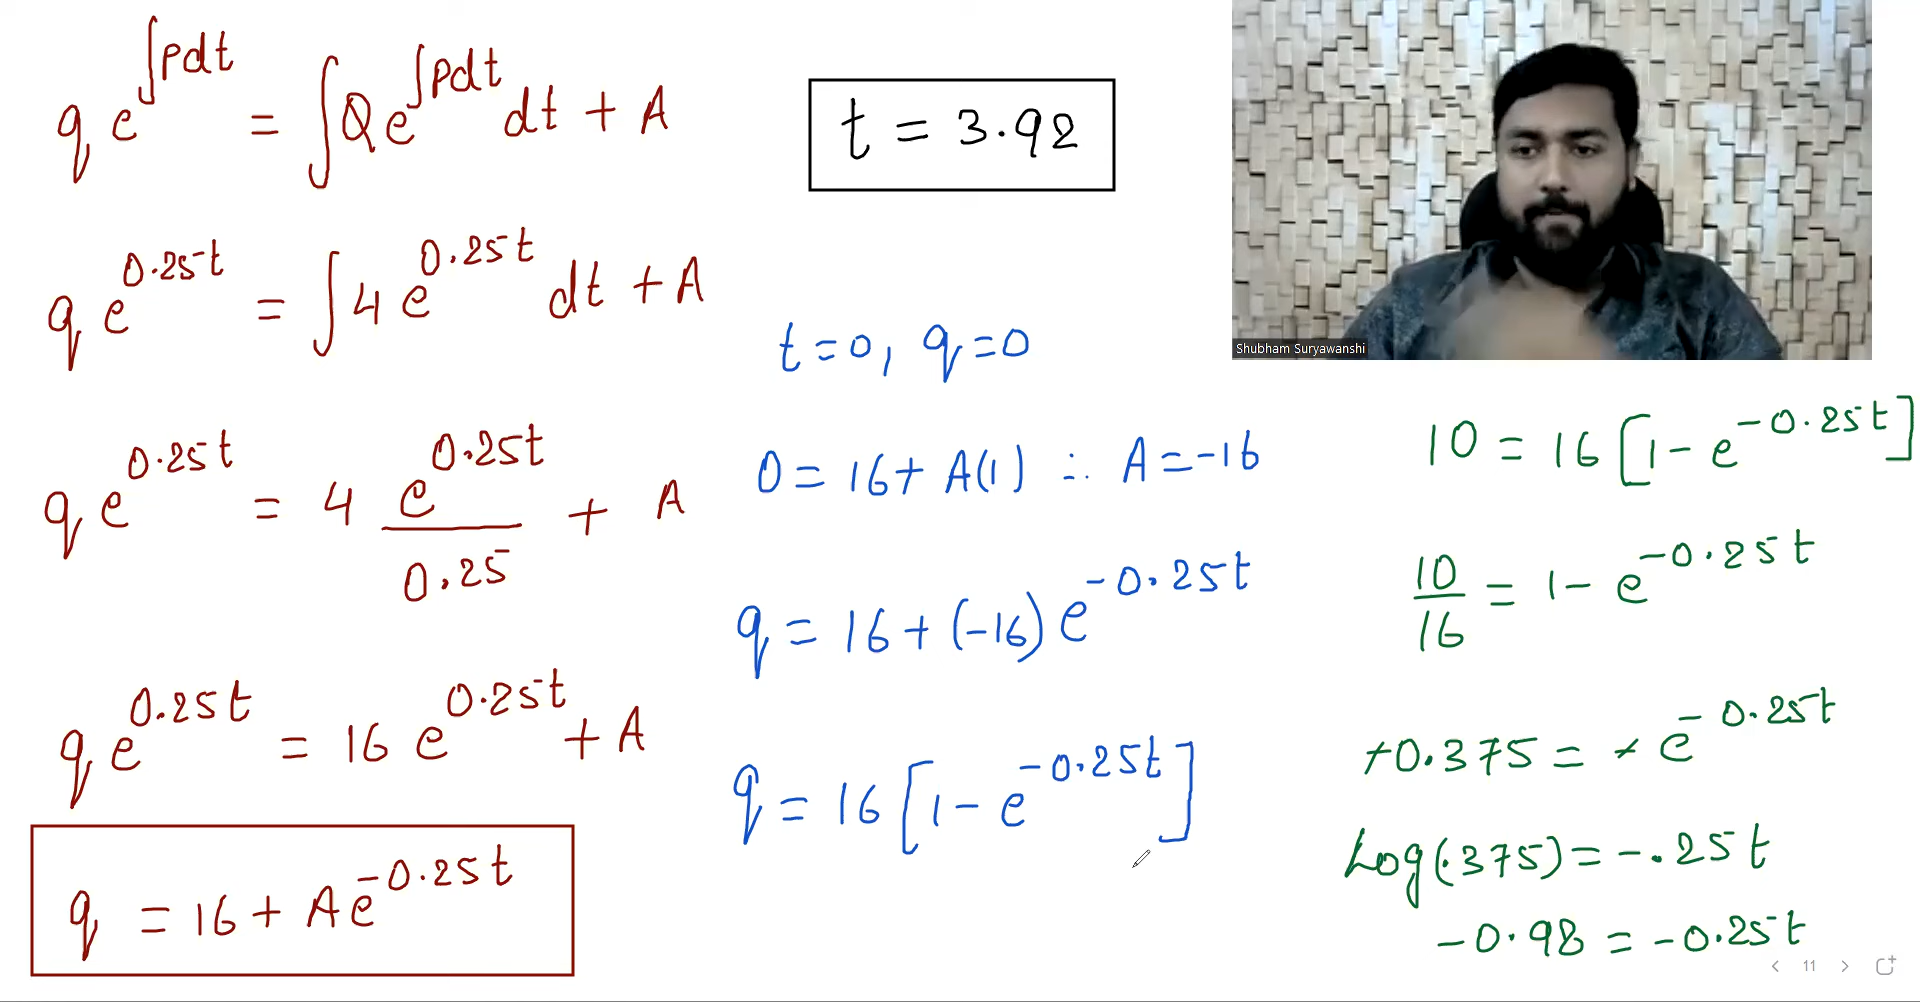 q e^{∫pdt} = ∫Q e^{∫pdt} dt + A
q e^{0.25t} = ∫4 e^{0.25t} dt + A
q e^{0.25t} = 4 e^{0.25t}/0.25 + A
q e^{0.25t} = 16 e^{0.25t} + A
q = 16 + A e^{-0.25t}
t = 3.92
t=0, q=0
0 = 16 + A(1) ∴ A = -16
q = 16 + (-16) e^{-0.25t}
q = 16 [1 - e^{-0.25t}]
Shubham Suryawanshi
10 = 16 [1 - e^{-0.25t}]
10/16 = 1 - e^{-0.25t}
+0.375 = + e^{-0.25t}
Log(.375) = -.25t
-0.98 = -0.25t
11